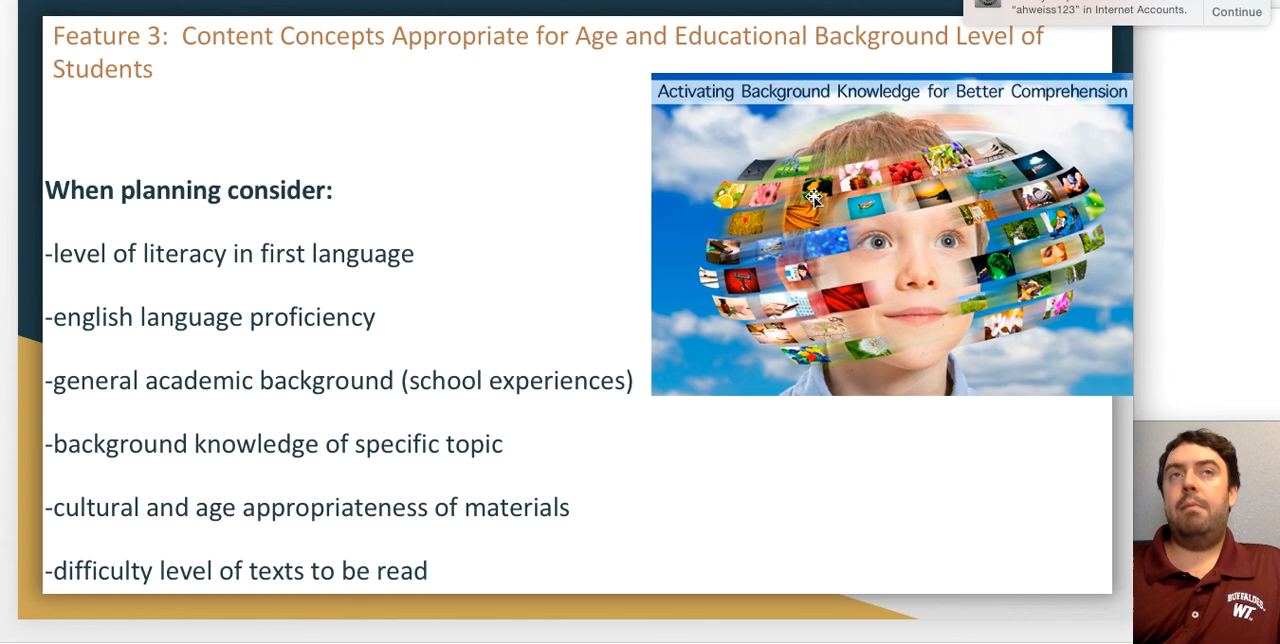 "ahweiss123" in Internet Accounts.
Continue
Feature 3:  Content Concepts Appropriate for Age and Educational Background Level of
Students
Activating Background Knowledge for Better Comprehension
When planning consider:
-level of literacy in first language
-english language proficiency
-general academic background (school experiences)
-background knowledge of specific topic
-cultural and age appropriateness of materials
-difficulty level of texts to be read
BUFFALOES
WT